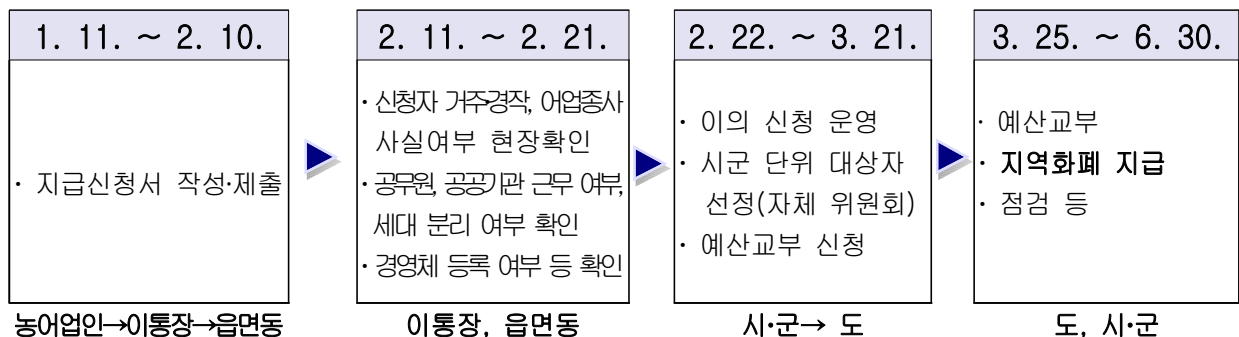 1. 11. ~ 2. 10.
· 지급신청서 작성·제출
농어업인→이통장→읍면동
2. 11. ~ 2. 21.
· 신청자 거주·경작, 어업종사
사실여부 현장확인
· 공무원, 공공기관 근무 여부,
세대 분리 여부 확인
· 경영체 등록 여부 등 확인
이통장, 읍면동
2. 22. ~ 3. 21.
· 이의 신청 운영
· 시군 단위 대상자
선정(자체 위원회)
· 예산교부 신청
시·군→ 도
3. 25. ~ 6. 30.
· 예산교부
· 지역화폐 지급
· 점검 등
도, 시·군